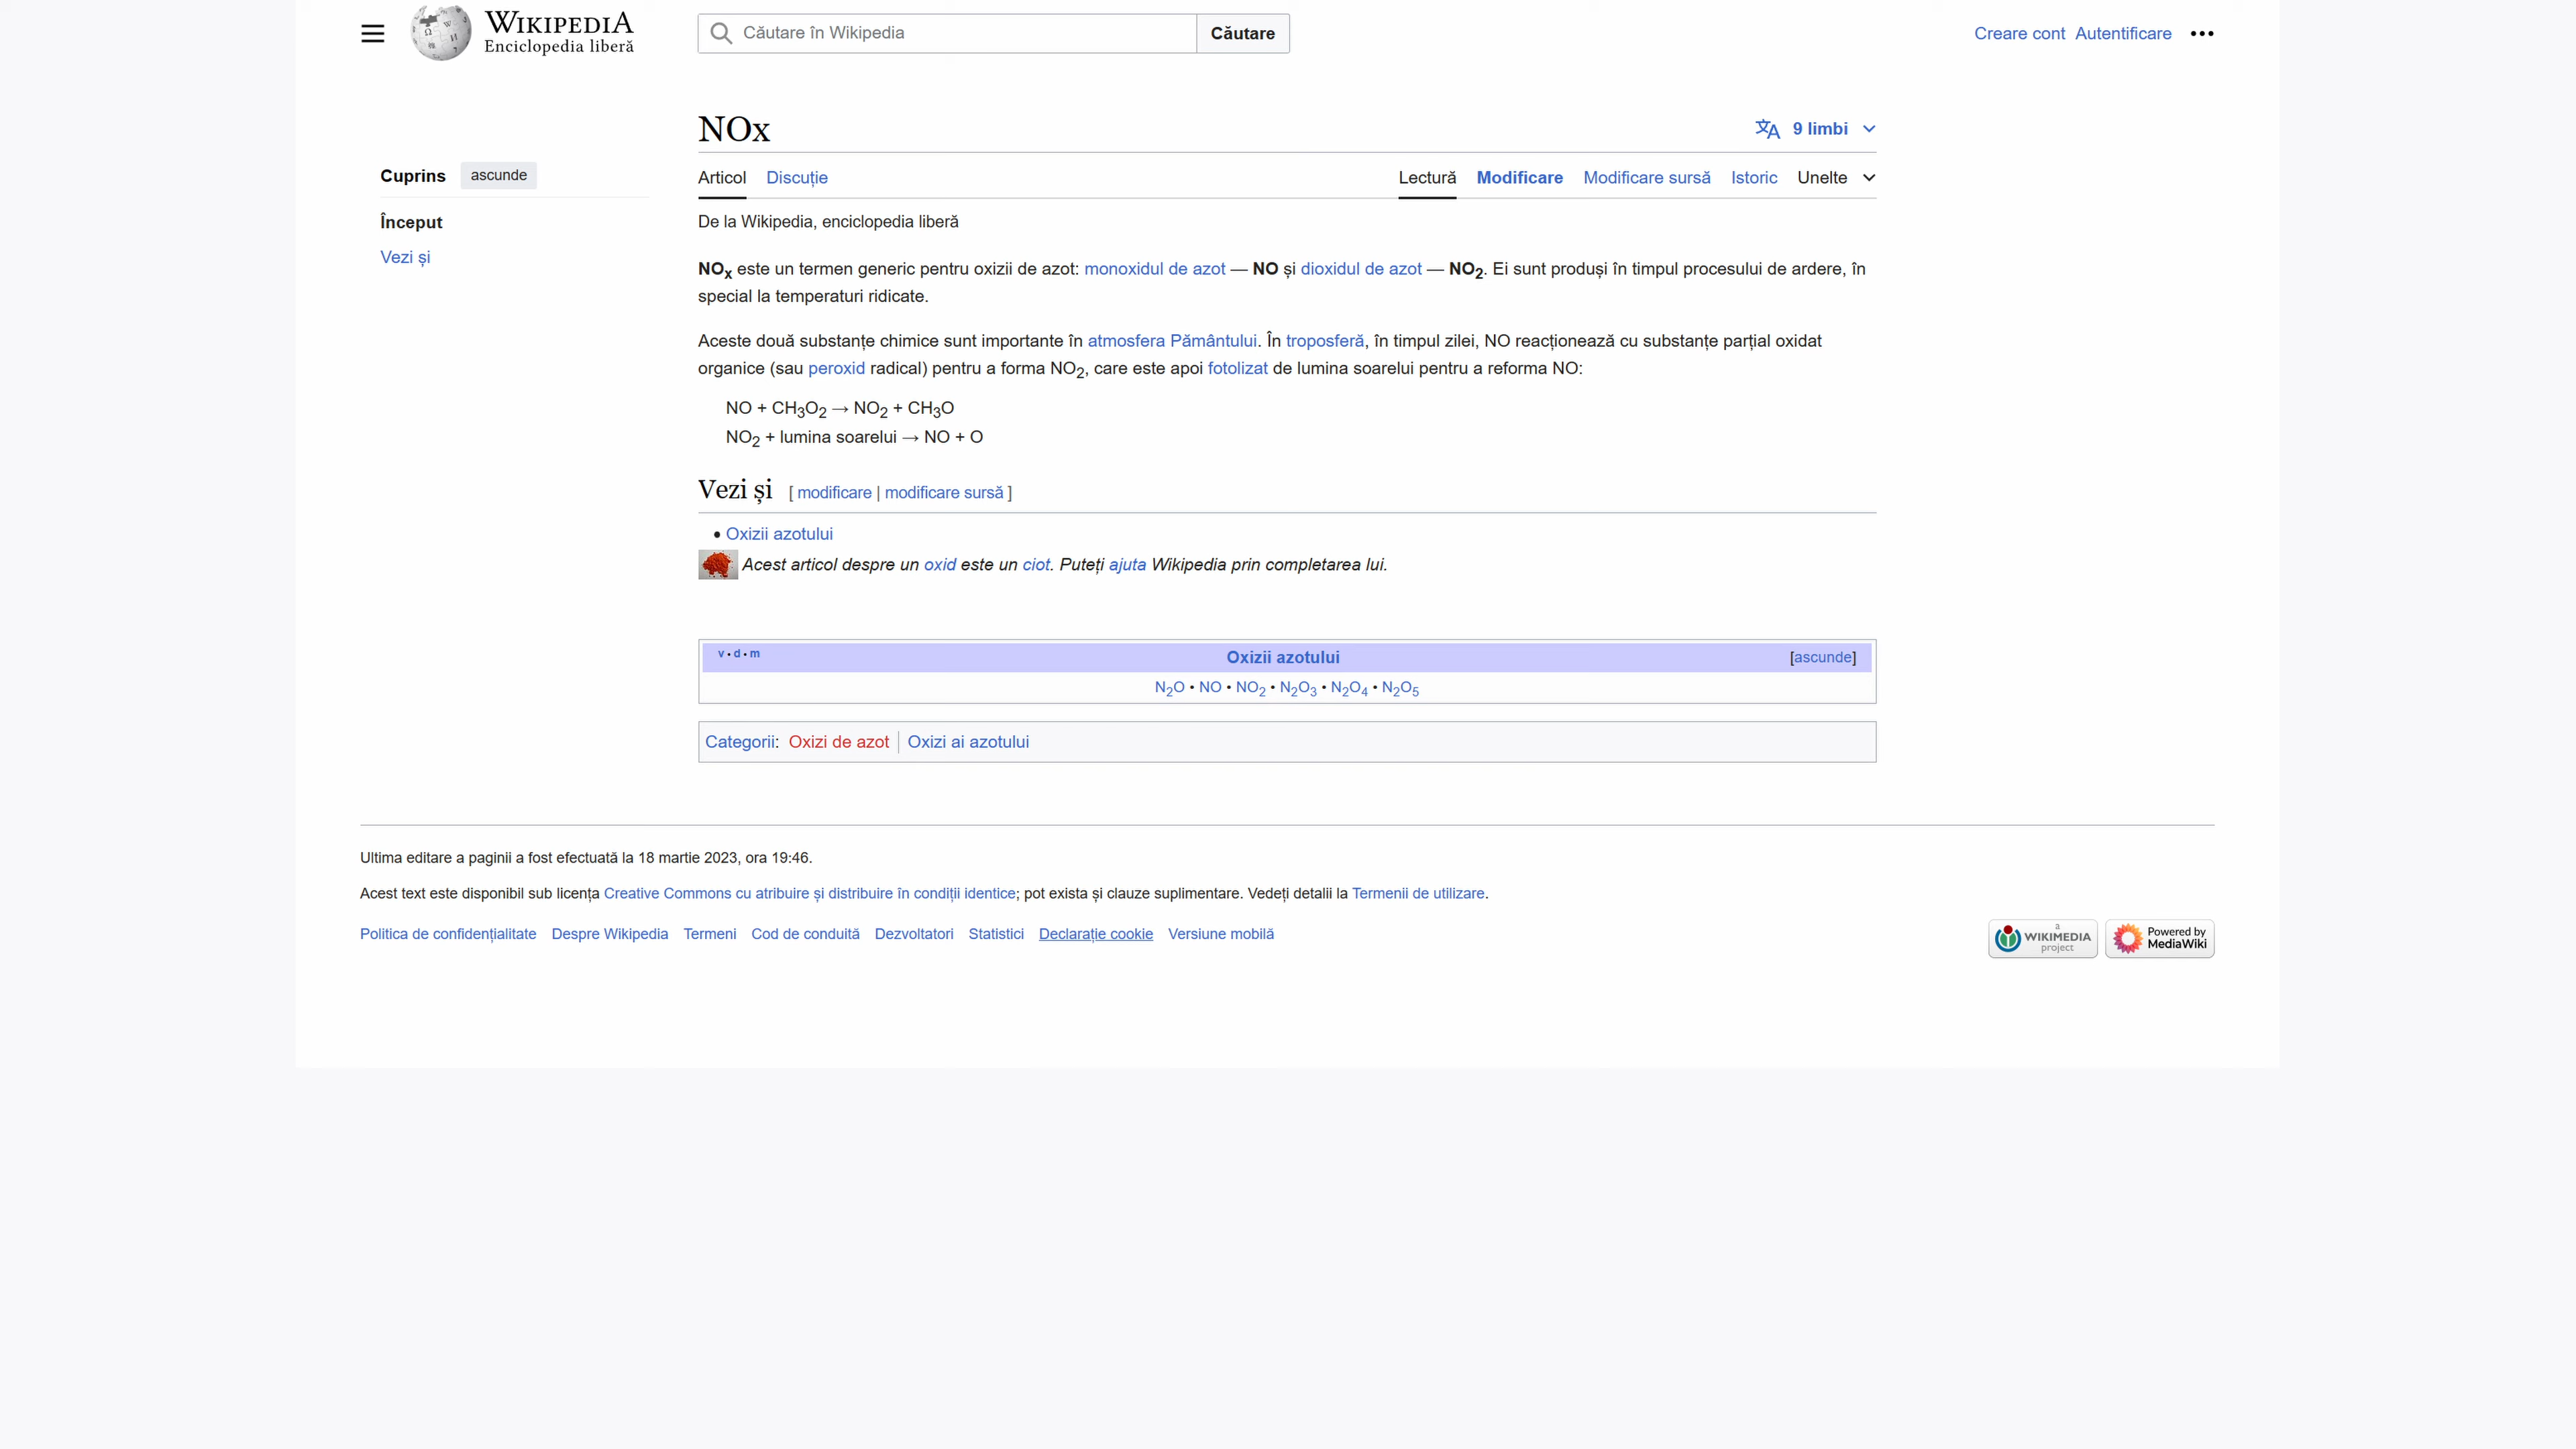 WIKIPEDIA
Enciclopedia liberă
Căutare în Wikipedia
Căutare
Creare cont Autentificare
NOx
9 limbi
Cuprins ascunde
Început
Vezi și
Articol Discuție
Lectură Modificare Modificare sursă Istoric Unelte
De la Wikipedia, enciclopedia liberă
NOx este un termen generic pentru oxizii de azot: monoxidul de azot — NO și dioxidul de azot — NO2. Ei sunt produși în timpul procesului de ardere, în
special la temperaturi ridicate.
Aceste două substanțe chimice sunt importante în atmosfera Pământului. În troposferă, în timpul zilei, NO reacționează cu substanțe parțial oxidat
organice (sau peroxid radical) pentru a forma NO2, care este apoi fotolizat de lumina soarelui pentru a reforma NO:
NO + CH3O2 → NO2 + CH3O
NO2 + lumina soarelui → NO + O
Vezi și [ modificare | modificare sursă ]
• Oxizii azotului
Acest articol despre un oxid este un ciot. Puteți ajuta Wikipedia prin completarea lui.
v • d • m
Oxizii azotului
[ascunde]
N2O • NO • NO2 • N2O3 • N2O4 • N2O5
Categorii: Oxizi de azot | Oxizi ai azotului
Ultima editare a paginii a fost efectuată la 18 martie 2023, ora 19:46.
Acest text este disponibil sub licența Creative Commons cu atribuire și distribuire în condiții identice; pot exista și clauze suplimentare. Vedeți detalii la Termenii de utilizare.
Politica de confidențialitate Despre Wikipedia Termeni Cod de conduită Dezvoltatori Statistici Declarație cookie Versiune mobilă
a
WIKIMEDIA
project
Powered by
MediaWiki